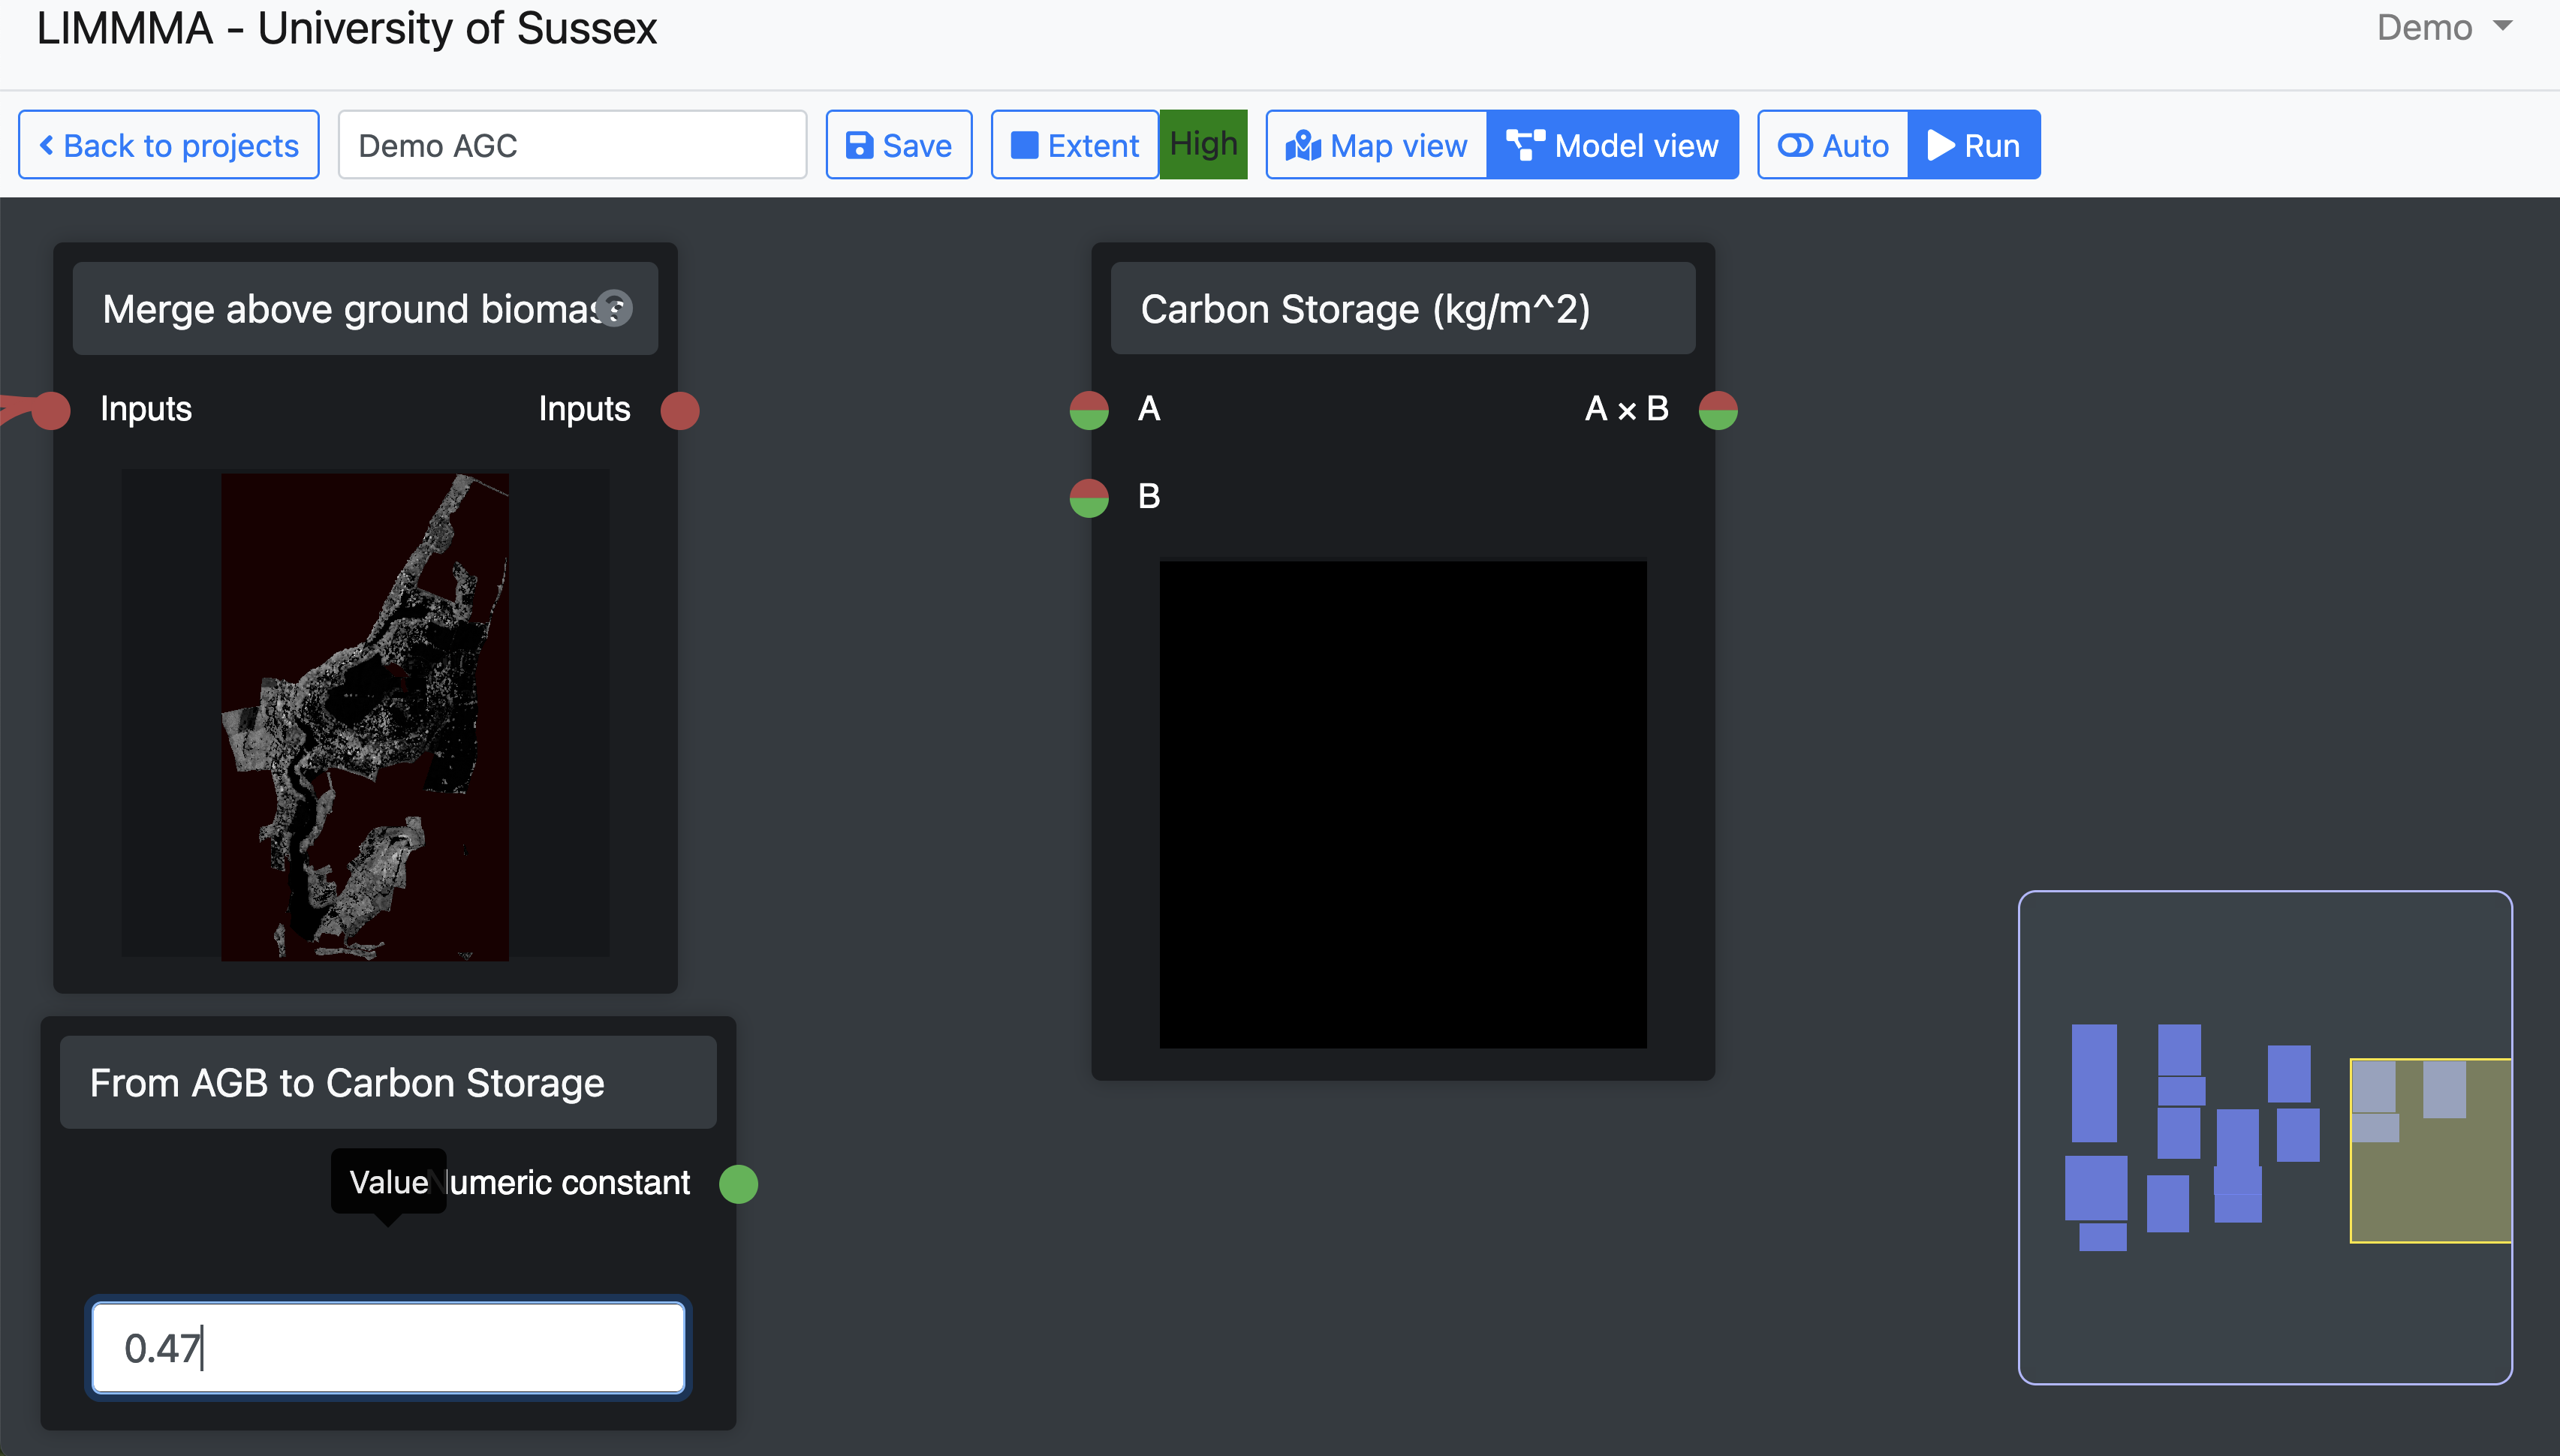 LIMMMA - University of Sussex
Demo
Back to projects
Demo AGC
Save
Extent
High
Map view
Model view
Auto
Run
Merge above ground biomass
?
Inputs
Inputs
Carbon Storage (kg/m^2)
A
A × B
B
From AGB to Carbon Storage
Value
Numeric constant
0.47